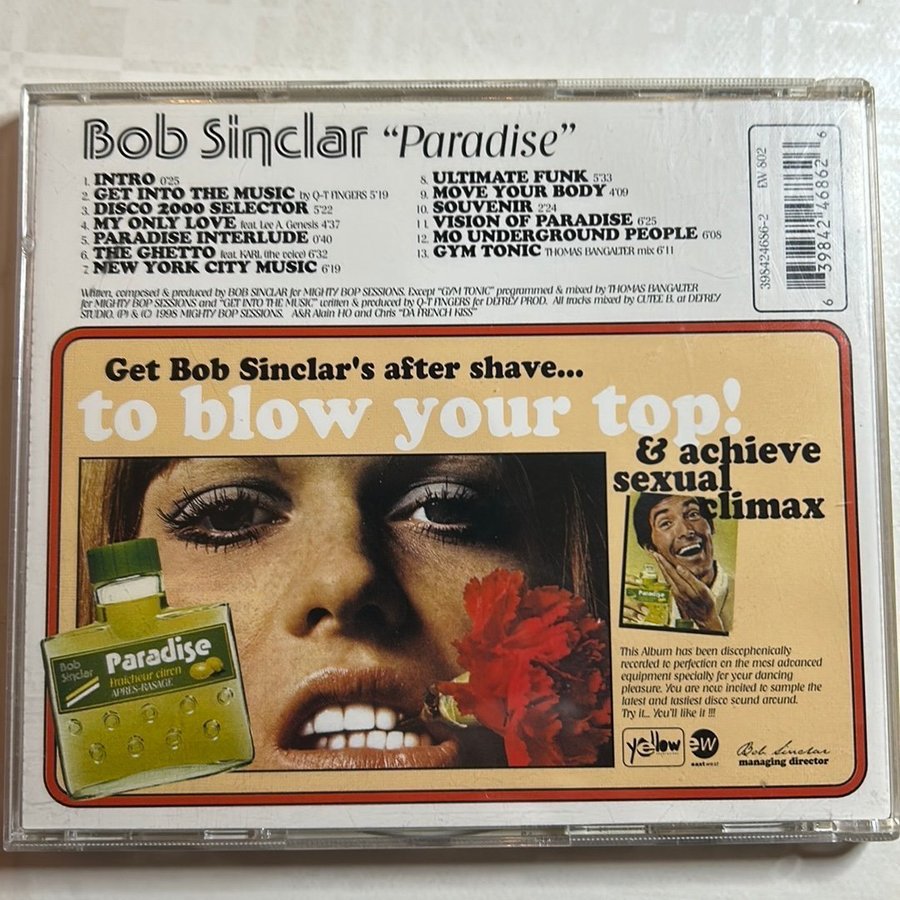 Bob Sinclar "Paradise"
1. INTRO 0'25
2. GET INTO THE MUSIC by Q-T FINGERS 5'19
3. DISCO 2000 SELECTOR 5'22
4. MY ONLY LOVE feat. Lee A. Genesis 4'37
5. PARADISE INTERLUDE 0'40
6. THE GHETTO feat. KARL (the voice) 6'32
7. NEW YORK CITY MUSIC 6'19
8. ULTIMATE FUNK 5'33
9. MOVE YOUR BODY 4'09
10. SOUVENIR 2'24
11. VISION OF PARADISE 6'25
12. MO UNDERGROUND PEOPLE 6'08
13. GYM TONIC THOMAS BANGALTER mix 6'11
398424686-2 EW 802
6 39842 46862 6
Written, composed & produced by BOB SINCLAR for MIGHTY BOP SESSIONS. Except "GYM TONIC" programmed & mixed by THOMAS BANGALTER
for MIGHTY BOP SESSIONS and "GET INTO THE MUSIC" written & produced by Q-T FINGERS for DEFREY PROD. All tracks mixed by CUTEE B. at DEFREY
STUDIO. (P) & (C) 1998 MIGHTY BOP SESSIONS. A&R Alain HO and Chris "DA FRENCH KISS"
Get Bob Sinclar's after shave...
to blow your top!
& achieve
sexual
climax
Bob
Sinclar
Paradise
fraîcheur citron
APRES-RASAGE
Paradise
This Album has been discophonically
recorded to perfection on the most advanced
equipment specially for your dancing
pleasure. You are now invited to sample the
latest and tastiest disco sound around.
Try it... You'll like it !!!
yellow
ew
eastwest
Bob Sinclar
managing director